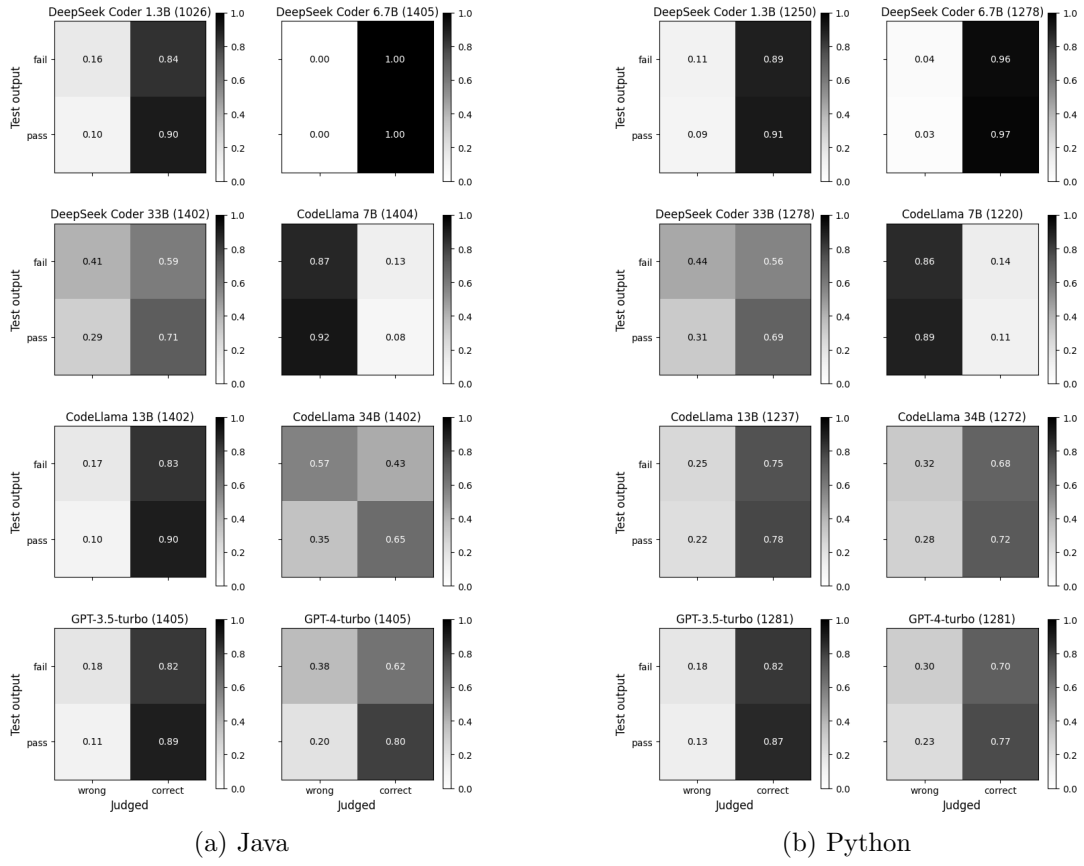 DeepSeek Coder 1.3B (1026)
DeepSeek Coder 6.7B (1405)
Test output
fail
pass
0.16 0.84
0.10 0.90
1.0
0.8
0.6
0.4
0.2
0.0
0.00 1.00
0.00 1.00
1.0
0.8
0.6
0.4
0.2
0.0
DeepSeek Coder 33B (1402)
CodeLlama 7B (1404)
Test output
fail
pass
0.41 0.59
0.29 0.71
1.0
0.8
0.6
0.4
0.2
0.0
0.87 0.13
0.92 0.08
1.0
0.8
0.6
0.4
0.2
0.0
CodeLlama 13B (1402)
CodeLlama 34B (1402)
Test output
fail
pass
0.17 0.83
0.10 0.90
1.0
0.8
0.6
0.4
0.2
0.0
0.57 0.43
0.35 0.65
1.0
0.8
0.6
0.4
0.2
0.0
GPT-3.5-turbo (1405)
GPT-4-turbo (1405)
Test output
fail
pass
0.18 0.82
0.11 0.89
1.0
0.8
0.6
0.4
0.2
0.0
0.38 0.62
0.20 0.80
1.0
0.8
0.6
0.4
0.2
0.0
wrong correct
Judged
wrong correct
Judged
(a) Java
DeepSeek Coder 1.3B (1250)
DeepSeek Coder 6.7B (1278)
Test output
fail
pass
0.11 0.89
0.09 0.91
1.0
0.8
0.6
0.4
0.2
0.0
0.04 0.96
0.03 0.97
1.0
0.8
0.6
0.4
0.2
0.0
DeepSeek Coder 33B (1278)
CodeLlama 7B (1220)
Test output
fail
pass
0.44 0.56
0.31 0.69
1.0
0.8
0.6
0.4
0.2
0.0
0.86 0.14
0.89 0.11
1.0
0.8
0.6
0.4
0.2
0.0
CodeLlama 13B (1237)
CodeLlama 34B (1272)
Test output
fail
pass
0.25 0.75
0.22 0.78
1.0
0.8
0.6
0.4
0.2
0.0
0.32 0.68
0.28 0.72
1.0
0.8
0.6
0.4
0.2
0.0
GPT-3.5-turbo (1281)
GPT-4-turbo (1281)
Test output
fail
pass
0.18 0.82
0.13 0.87
1.0
0.8
0.6
0.4
0.2
0.0
0.30 0.70
0.23 0.77
1.0
0.8
0.6
0.4
0.2
0.0
wrong correct
Judged
wrong correct
Judged
(b) Python